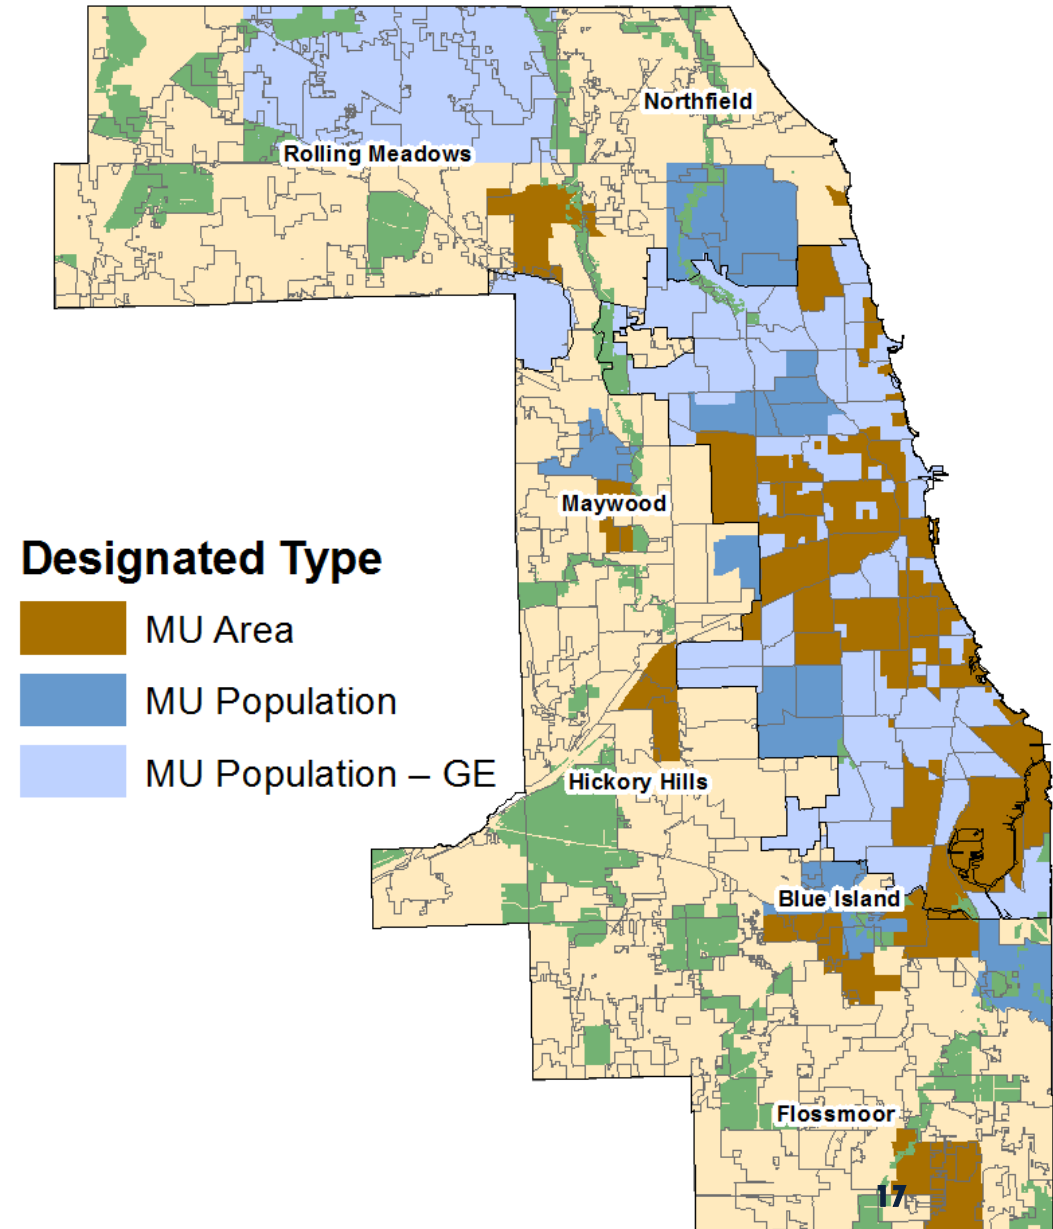 Northfield
Rolling Meadows
Maywood
Designated Type
MU Area
MU Population
MU Population – GE
Hickory Hills
Blue Island
Flossmoor
17